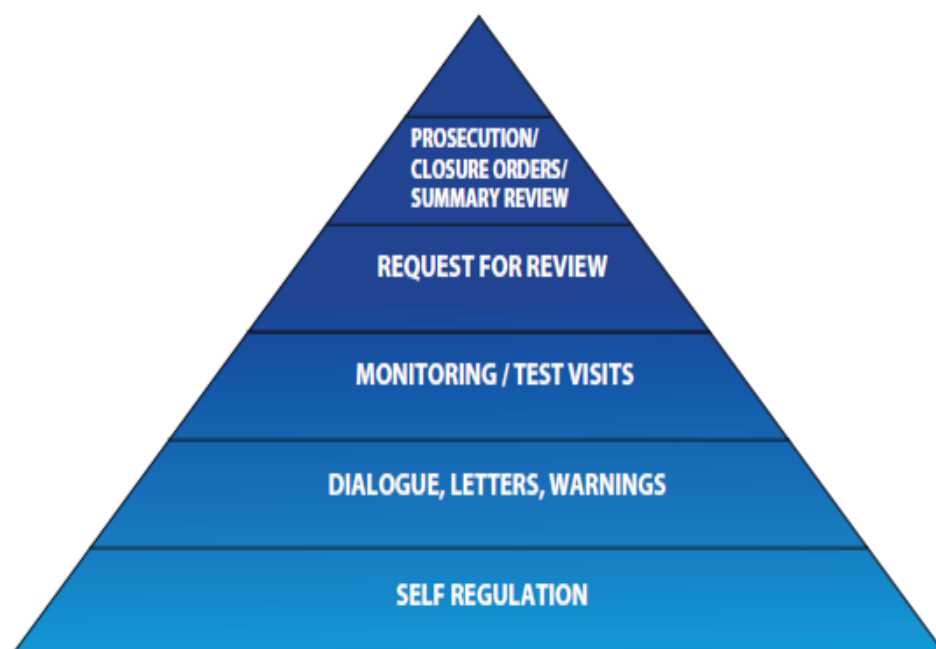 PROSECUTION/
CLOSURE ORDERS/
SUMMARY REVIEW
REQUEST FOR REVIEW
MONITORING / TEST VISITS
DIALOGUE, LETTERS, WARNINGS
SELF REGULATION